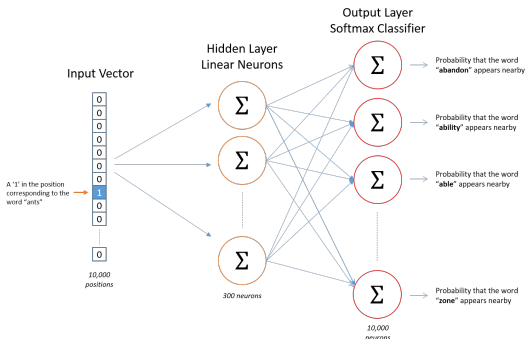 Output Layer
Softmax Classifier
Hidden Layer
Linear Neurons
Input Vector
0
0
0
0
0
0
0
1
0
0
0
A '1' in the position
corresponding to the
word "ants"
10,000
positions
Σ
Σ
Σ
300 neurons
Σ
Σ
Σ
Σ
10,000
neurons
Probability that the word
"abandon" appears nearby
Probability that the word
"ability" appears nearby
Probability that the word
"able" appears nearby
Probability that the word
"zone" appears nearby